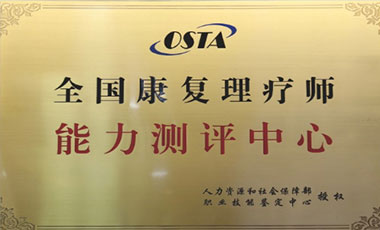 OSTA
全国康复理疗师
能力测评中心
人力资源和社会保障部
职业技能鉴定中心 授权